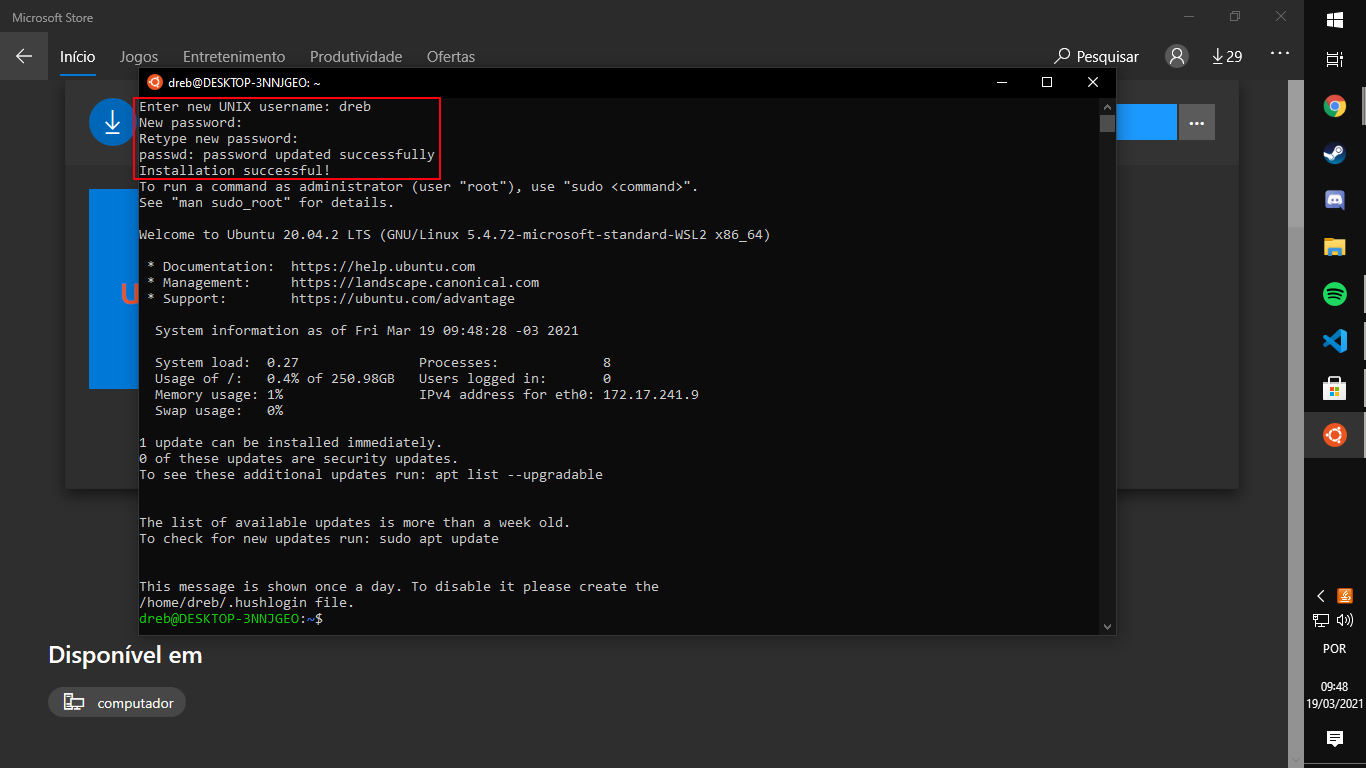 Microsoft Store
Início Jogos Entretenimento Produtividade Ofertas Pesquisar 29
dreb@DESKTOP-3NNJGEO: ~
Enter new UNIX username: dreb
New password:
Retype new password:
passwd: password updated successfully
Installation successful!
To run a command as administrator (user "root"), use "sudo <command>".
See "man sudo_root" for details.
Welcome to Ubuntu 20.04.2 LTS (GNU/Linux 5.4.72-microsoft-standard-WSL2 x86_64)
* Documentation: https://help.ubuntu.com
* Management: https://landscape.canonical.com
* Support: https://ubuntu.com/advantage
System information as of Fri Mar 19 09:48:28 -03 2021
System load: 0.27 Processes: 8
Usage of /: 0.4% of 250.98GB Users logged in: 0
Memory usage: 1% IPv4 address for eth0: 172.17.241.9
Swap usage: 0%
1 update can be installed immediately.
0 of these updates are security updates.
To see these additional updates run: apt list --upgradable
The list of available updates is more than a week old.
To check for new updates run: sudo apt update
This message is shown once a day. To disable it please create the
/home/dreb/.hushlogin file.
dreb@DESKTOP-3NNJGEO:~$
Disponível em
computador
POR
09:48
19/03/2021